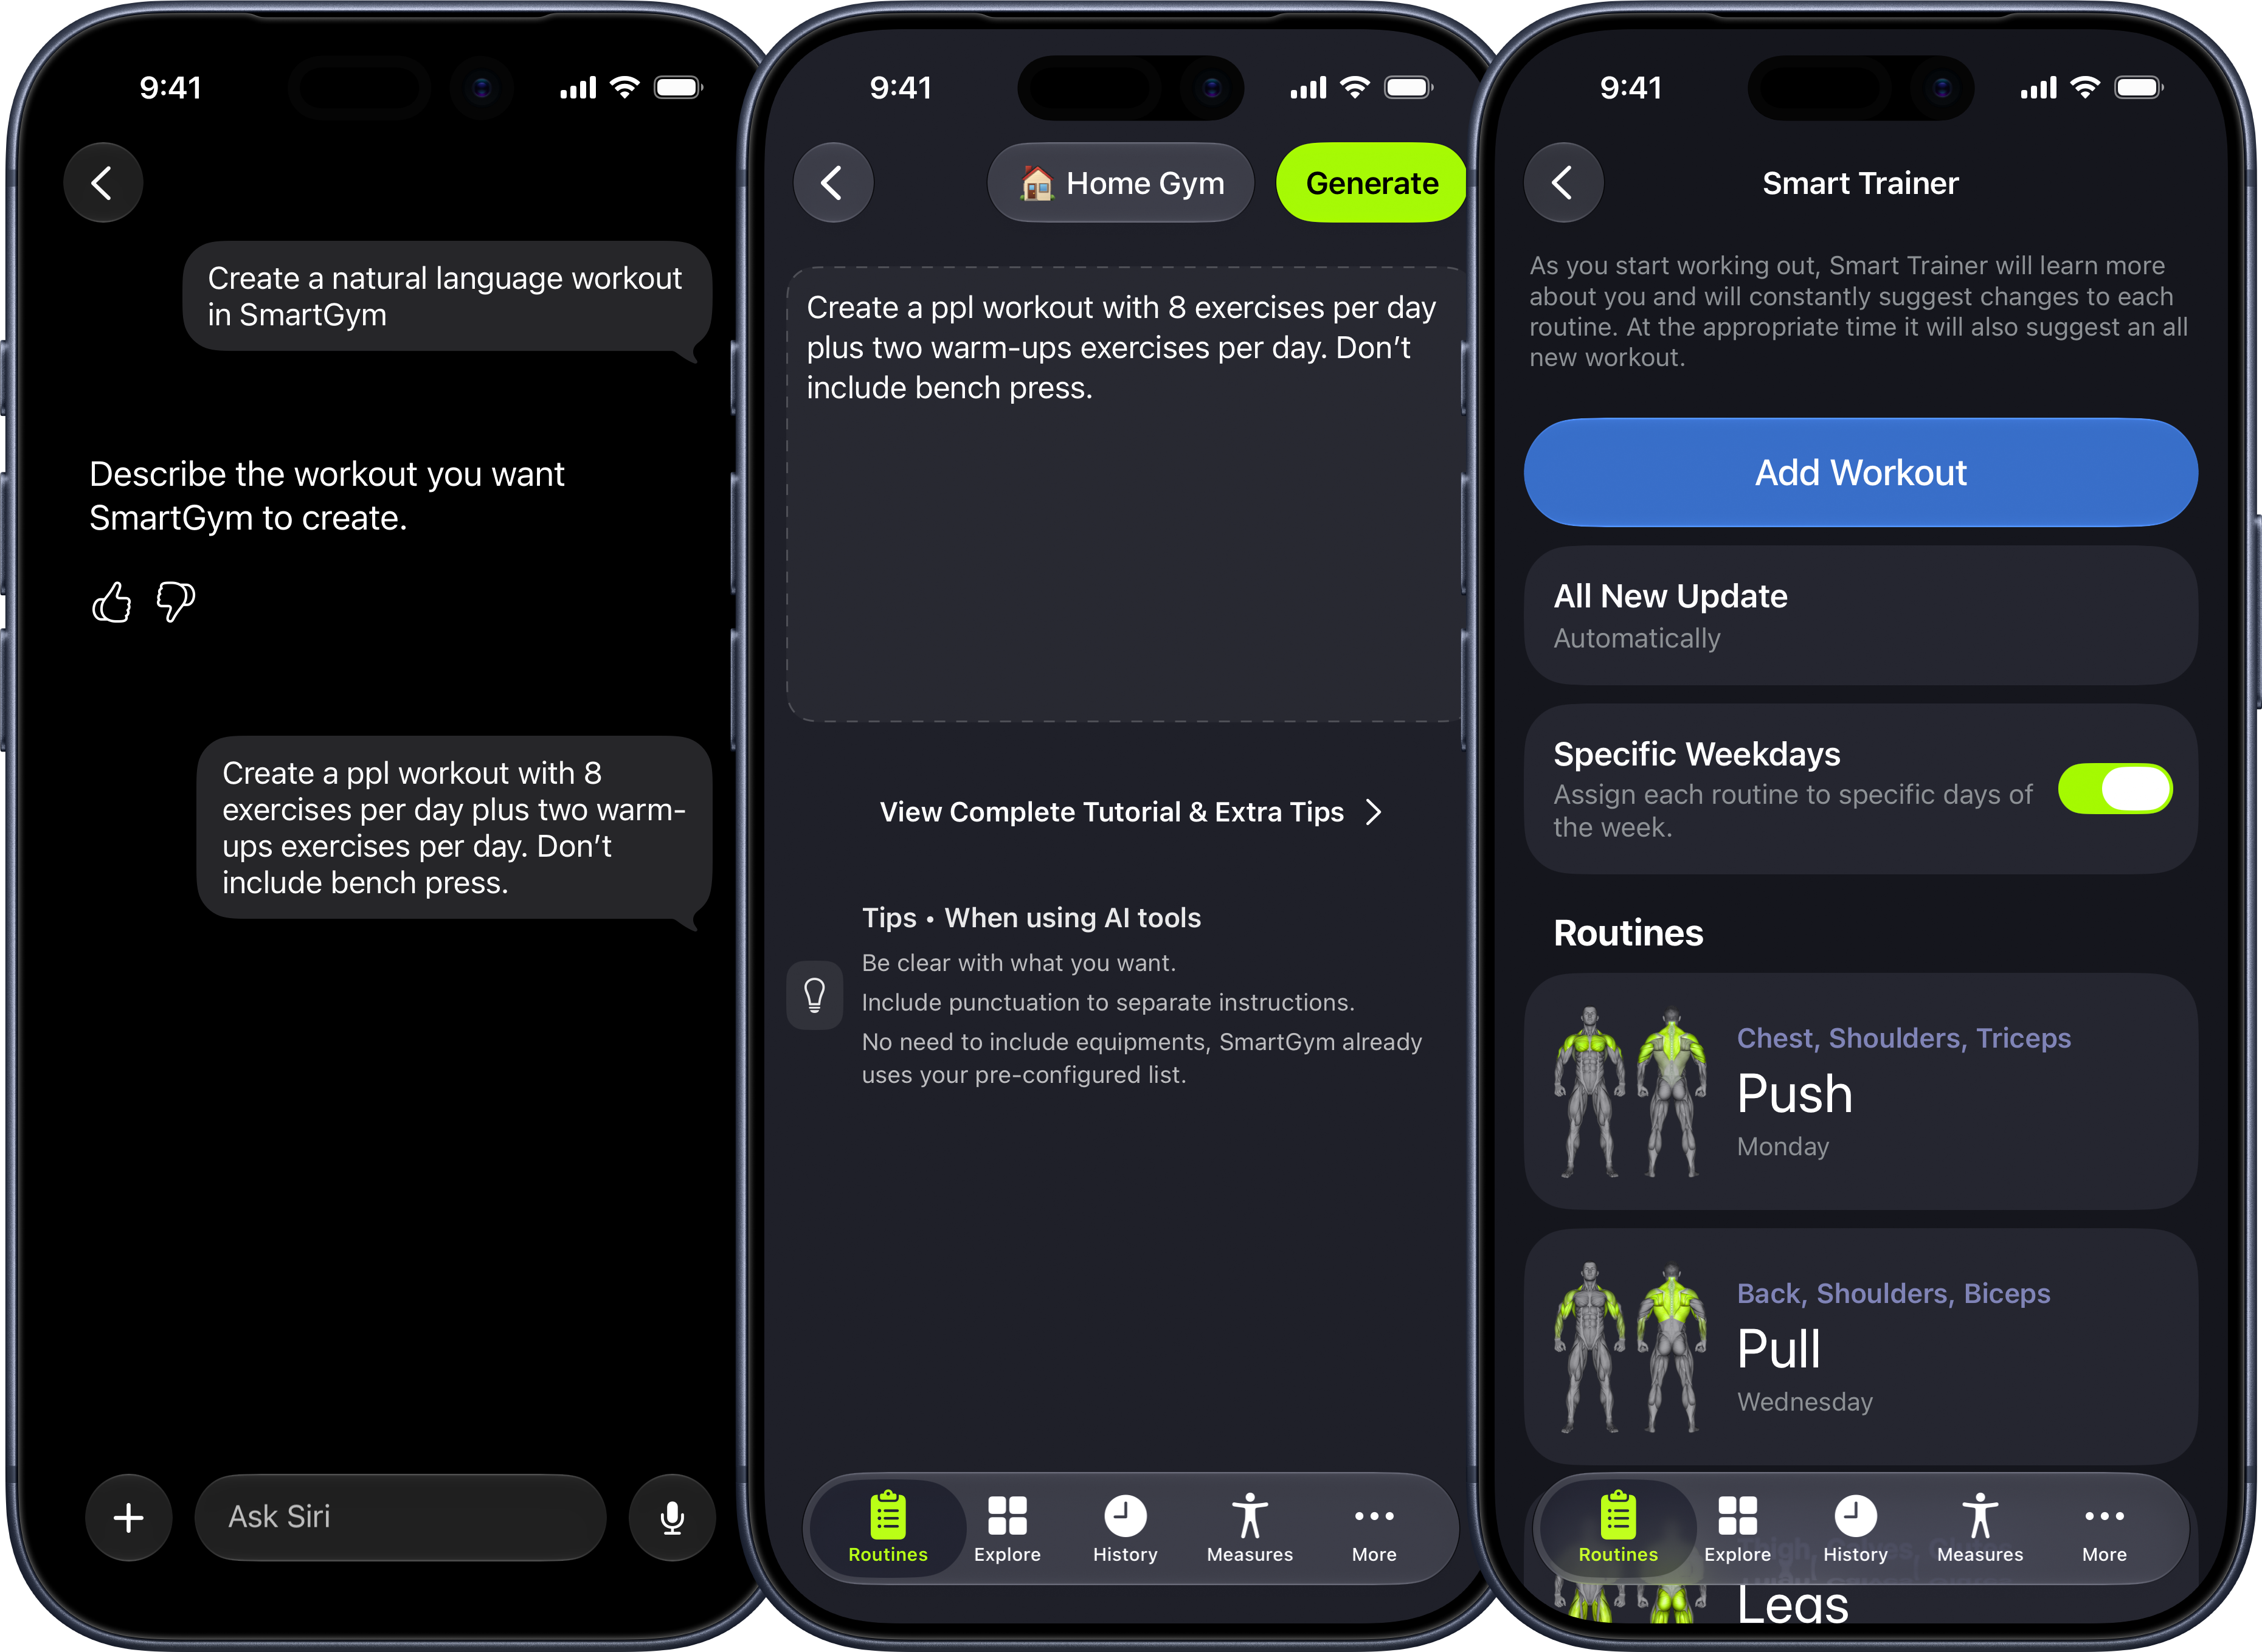 9:41
Create a natural language workout
in SmartGym
Describe the workout you want
SmartGym to create.
Create a ppl workout with 8
exercises per day plus two warm-
ups exercises per day. Don’t
include bench press.
Ask Siri
9:41
Home Gym
Generate
Create a ppl workout with 8 exercises per day
plus two warm-ups exercises per day. Don’t
include bench press.
View Complete Tutorial & Extra Tips
Tips • When using AI tools
Be clear with what you want.
Include punctuation to separate instructions.
No need to include equipments, SmartGym already
uses your pre-configured list.
Routines
Explore
History
Measures
More
9:41
Smart Trainer
As you start working out, Smart Trainer will learn more
about you and will constantly suggest changes to each
routine. At the appropriate time it will also suggest an all
new workout.
Add Workout
All New Update
Automatically
Specific Weekdays
Assign each routine to specific days of
the week.
Routines
Chest, Shoulders, Triceps
Push
Monday
Back, Shoulders, Biceps
Pull
Wednesday
Legs
Routines
Explore
History
Measures
More